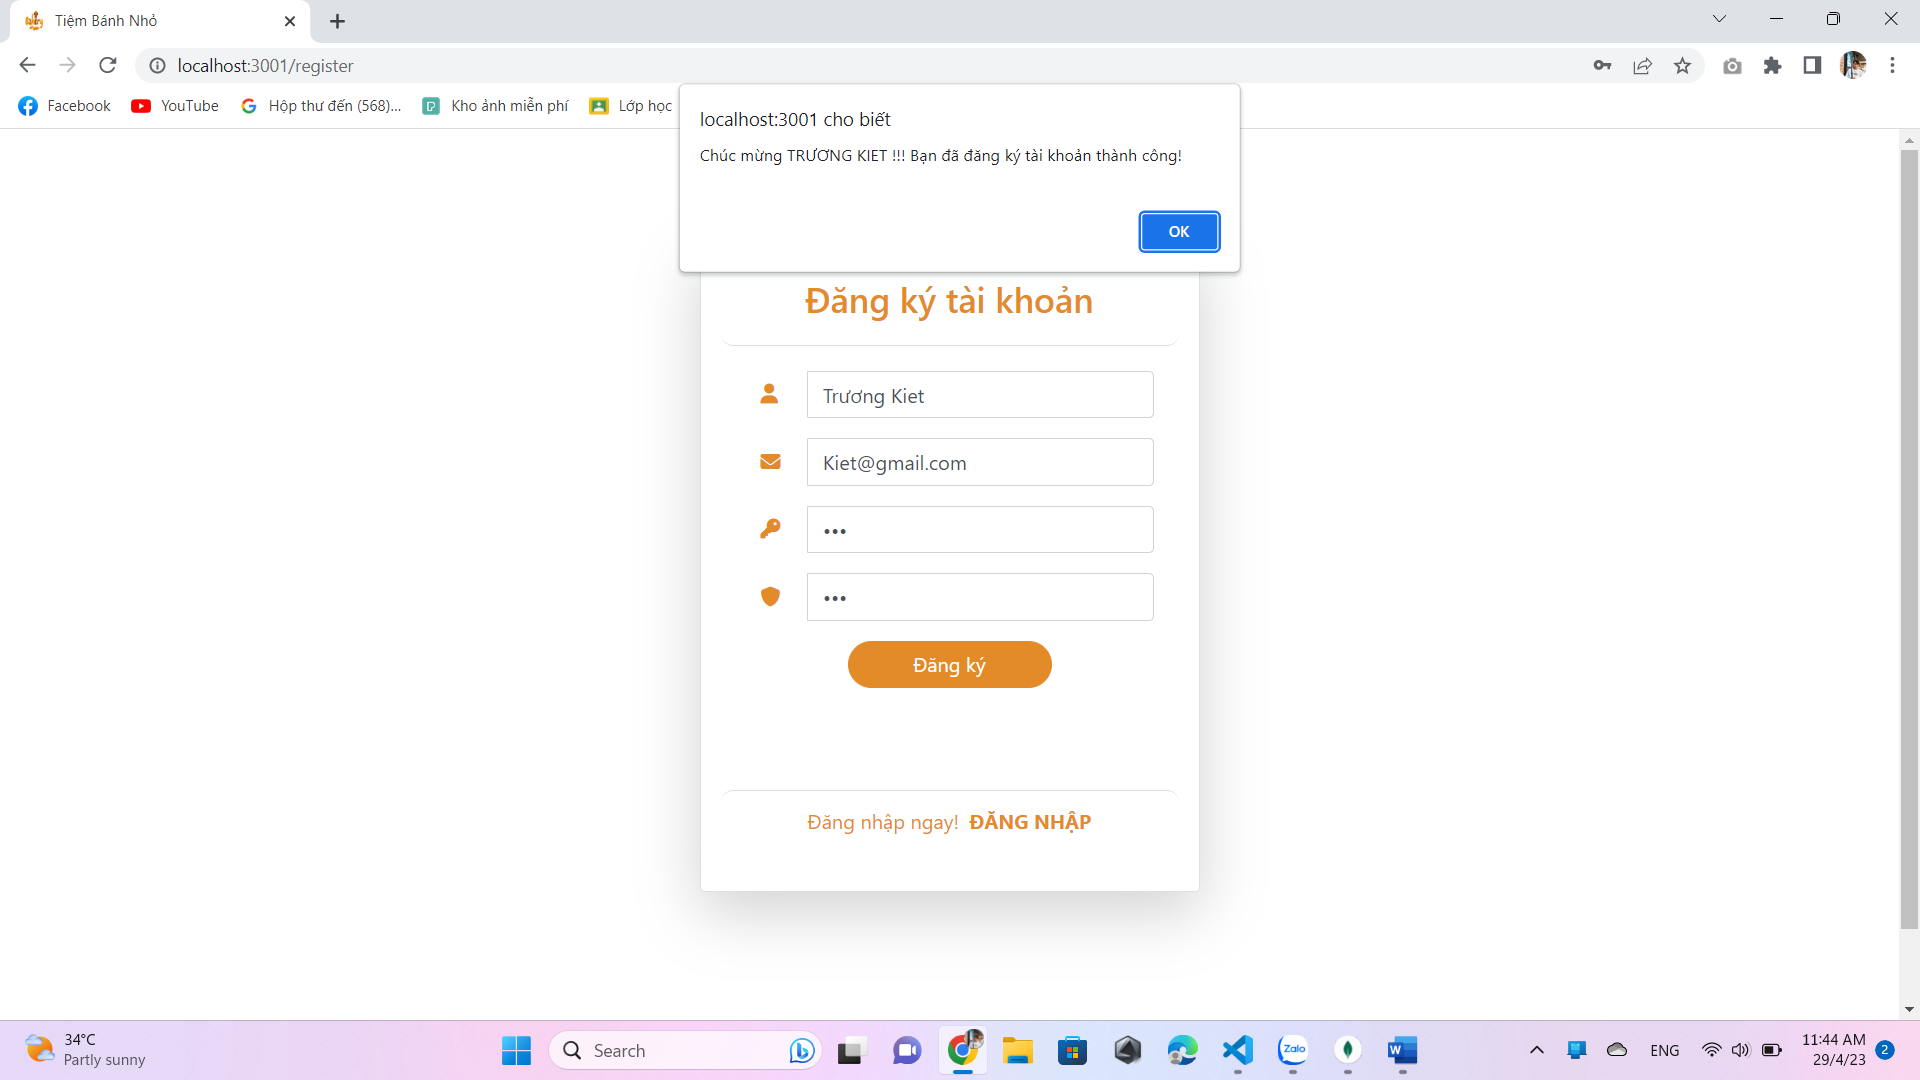 Tiệm Bánh Nhỏ
localhost:3001/register
Facebook YouTube Hộp thư đến (568)... Kho ảnh miễn phí Lớp học
localhost:3001 cho biết
Chúc mừng TRƯƠNG KIET !!! Bạn đã đăng ký tài khoản thành công!
OK
Đăng ký tài khoản
Trương Kiet
Kiet@gmail.com
•••
•••
Đăng ký
Đăng nhập ngay! ĐĂNG NHẬP
34°C
Partly sunny
Search
Zalo
ENG
11:44 AM
29/4/23
2